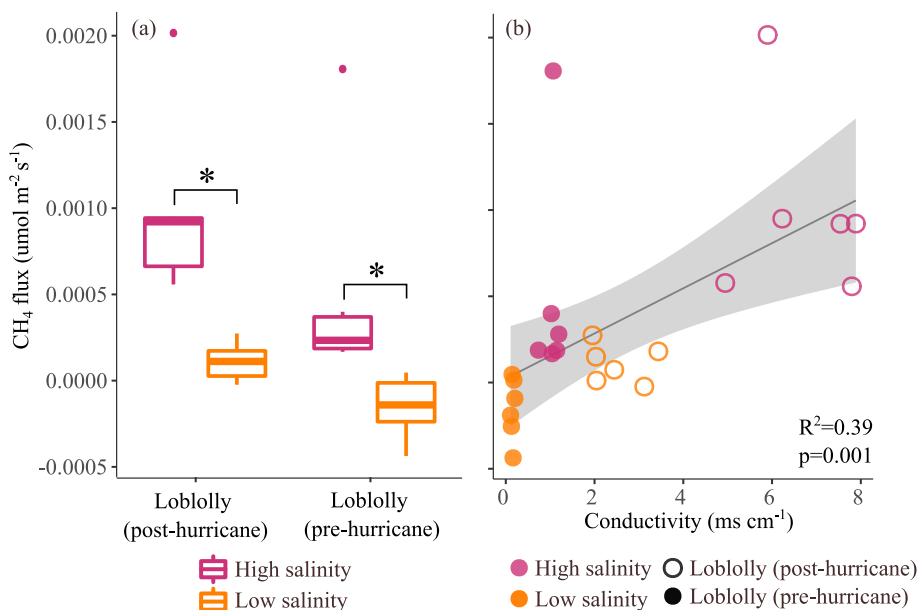 (a)
(b)
CH4 flux (umol m-2 s-1)
0.0020
0.0015
0.0010
0.0005
0.0000
-0.0005
*
*
Loblolly
(post-hurricane)
Loblolly
(pre-hurricane)
R2=0.39
p=0.001
0 2 4 6 8
Conductivity (ms cm-1)
High salinity
Low salinity
High salinity
Low salinity
Loblolly (post-hurricane)
Loblolly (pre-hurricane)